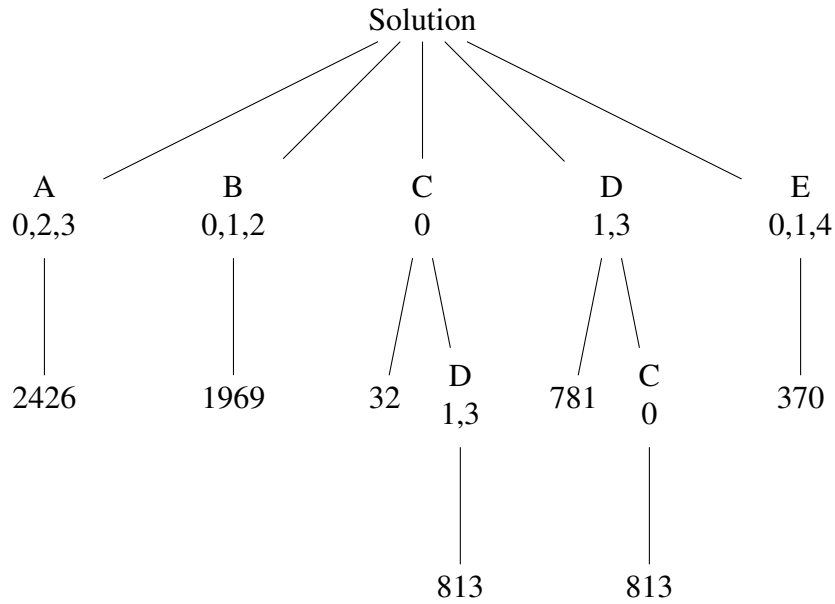 Solution
A
0,2,3
B
0,1,2
C
0
D
1,3
E
0,1,4
2426
1969
32
D
1,3
781
C
0
370
813
813